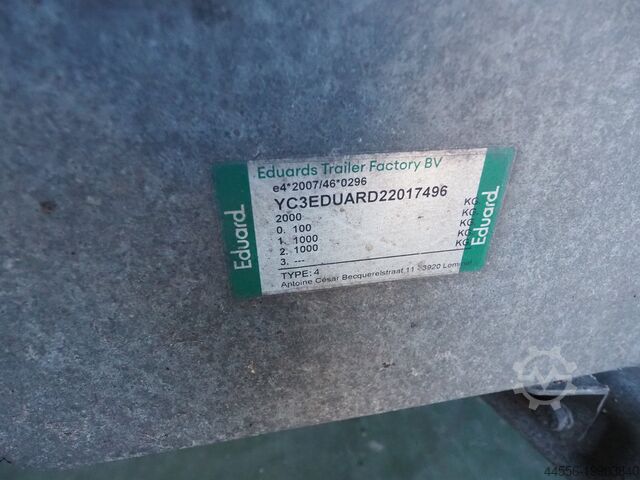 Eduards Trailer Factory BV
e4*2007/46*0296
YC3EDUARD22017496
2000 KG
0. 100 KG
1. 1000 KG
2. 1000 KG
3. ---
TYPE: 4
Antoine César Becquerelstraat 11 - 3920
Eduard
Eduard